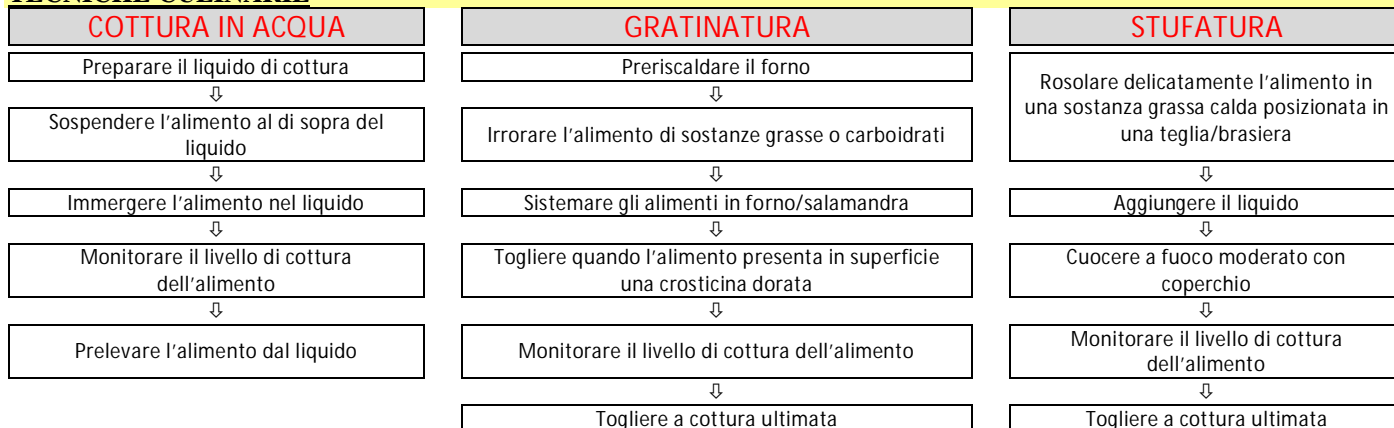 TECNICHE CULINARIE
COTTURA IN ACQUA
Preparare il liquido di cottura
⇩
Sospendere l'alimento al di sopra del
liquido
⇩
Immergere l'alimento nel liquido
⇩
Monitorare il livello di cottura
dell'alimento
⇩
Prelevare l'alimento dal liquido
GRATINATURA
Preriscaldare il forno
⇩
Irrorare l'alimento di sostanze grasse o carboidrati
⇩
Sistemare gli alimenti in forno/salamandra
⇩
Togliere quando l'alimento presenta in superficie
una crosticina dorata
⇩
Monitorare il livello di cottura dell'alimento
⇩
Togliere a cottura ultimata
STUFATURA
Rosolare delicatamente l'alimento in
una sostanza grassa calda posizionata in
una teglia/brasiera
⇩
Aggiungere il liquido
⇩
Cuocere a fuoco moderato con
coperchio
⇩
Monitorare il livello di cottura
dell'alimento
⇩
Togliere a cottura ultimata